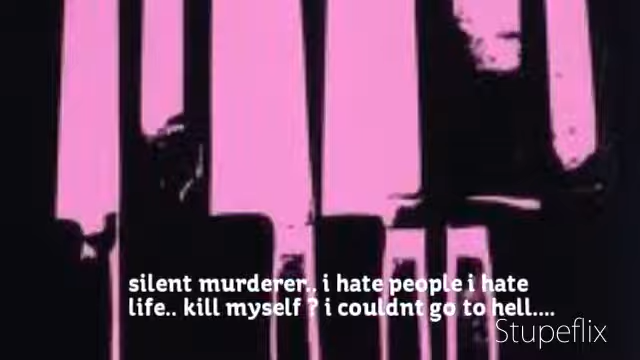 silent murderer.. i hate people i hate
life.. kill myself ? i couldnt go to hell....
Stupeflix